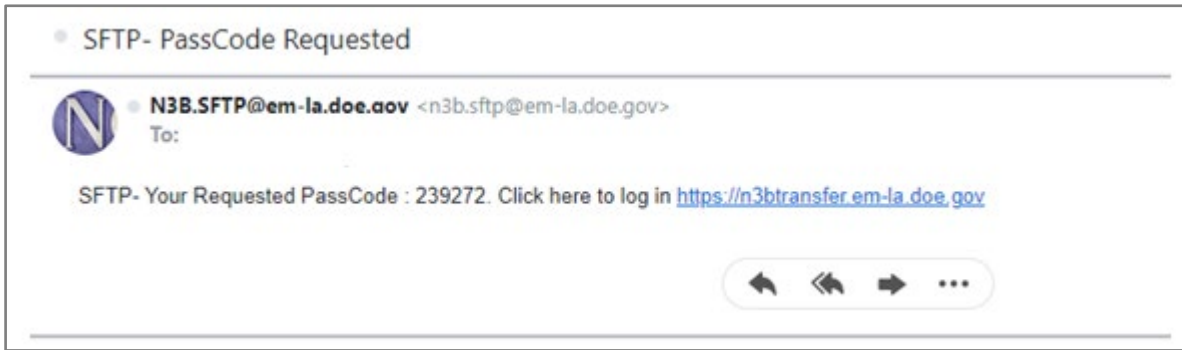 SFTP- PassCode Requested
N
N3B.SFTP@em-la.doe.gov <n3b.sftp@em-la.doe.gov>
To:
SFTP- Your Requested PassCode : 239272. Click here to log in https://n3btransfer.em-la.doe.gov